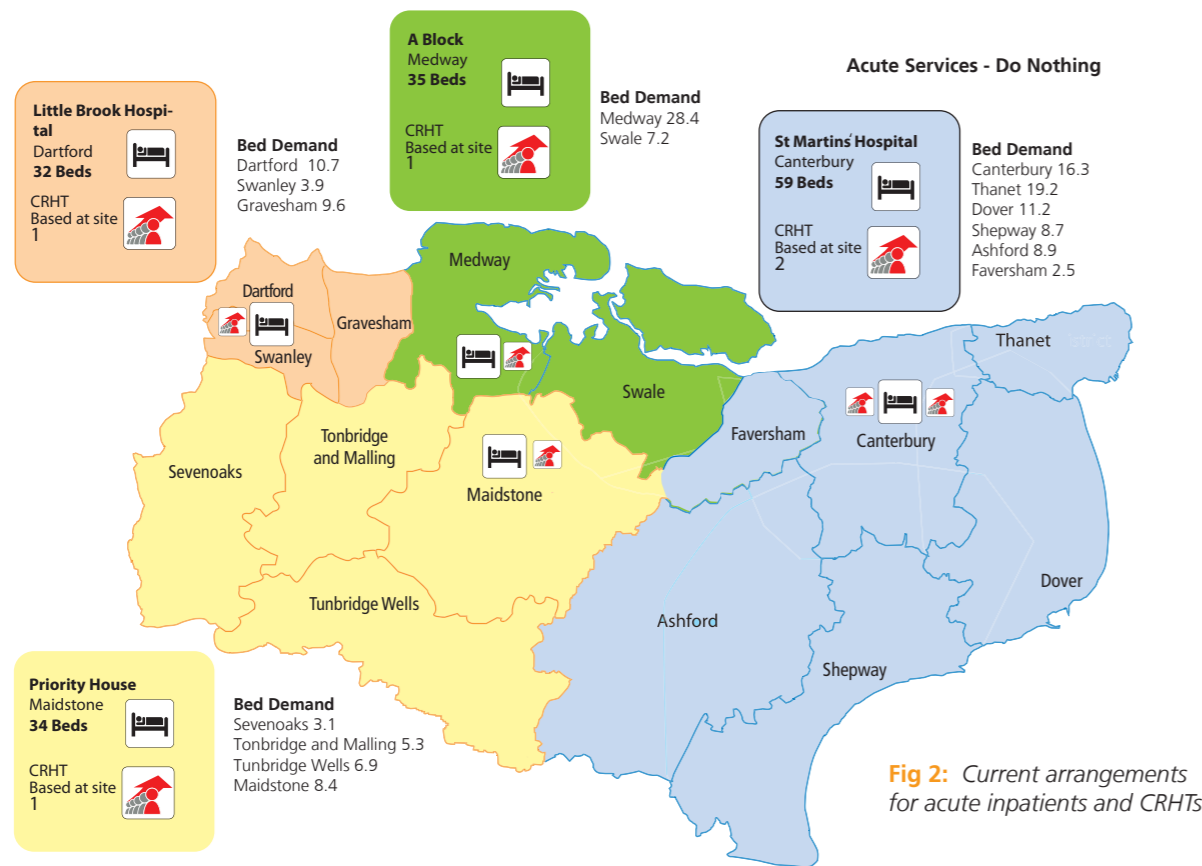 A Block
Medway
35 Beds
CRHT
Based at site
1
Bed Demand
Medway 28.4
Swale 7.2
Acute Services - Do Nothing
Little Brook Hospi-
tal
Dartford
32 Beds
CRHT
Based at site
1
Bed Demand
Dartford 10.7
Swanley 3.9
Gravesham 9.6
St Martins' Hospital
Canterbury
59 Beds
CRHT
Based at site
2
Bed Demand
Canterbury 16.3
Thanet 19.2
Dover 11.2
Shepway 8.7
Ashford 8.9
Faversham 2.5
Medway
Dartford
Gravesham
Swanley
Thanet
Swale
Faversham
Canterbury
Sevenoaks
Tonbridge
and Malling
Maidstone
Dover
Tunbridge Wells
Ashford
Shepway
Priority House
Maidstone
34 Beds
CRHT
Based at site
1
Bed Demand
Sevenoaks 3.1
Tonbridge and Malling 5.3
Tunbridge Wells 6.9
Maidstone 8.4
Fig 2: Current arrangements
for acute inpatients and CRHTs